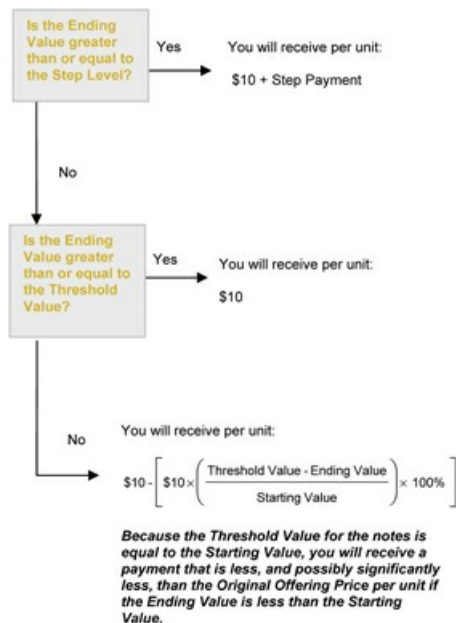 Is the Ending
Value greater
than or equal to
the Step Level?
Yes
You will receive per unit:
$10 + Step Payment
No
Is the Ending
Value greater
than or equal to
the Threshold
Value?
Yes
You will receive per unit:
$10
No
You will receive per unit:
$10 - [ $10 × ( Threshold Value - Ending Value / Starting Value ) × 100% ]
Because the Threshold Value for the notes is
equal to the Starting Value, you will receive a
payment that is less, and possibly significantly
less, than the Original Offering Price per unit if
the Ending Value is less than the Starting
Value.